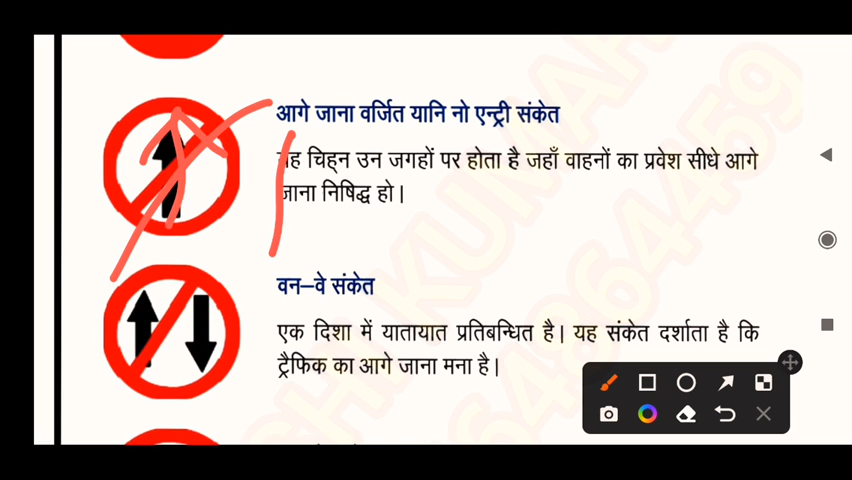 आगे जाना वर्जित यानि नो एन्ट्री संकेत
यह चिह्न उन जगहों पर होता है जहाँ वाहनों का प्रवेश सीधे आगे
जाना निषिद्ध हो।
वन–वे संकेत
एक दिशा में यातायात प्रतिबन्धित है। यह संकेत दर्शाता है कि
ट्रैफिक का आगे जाना मना है।